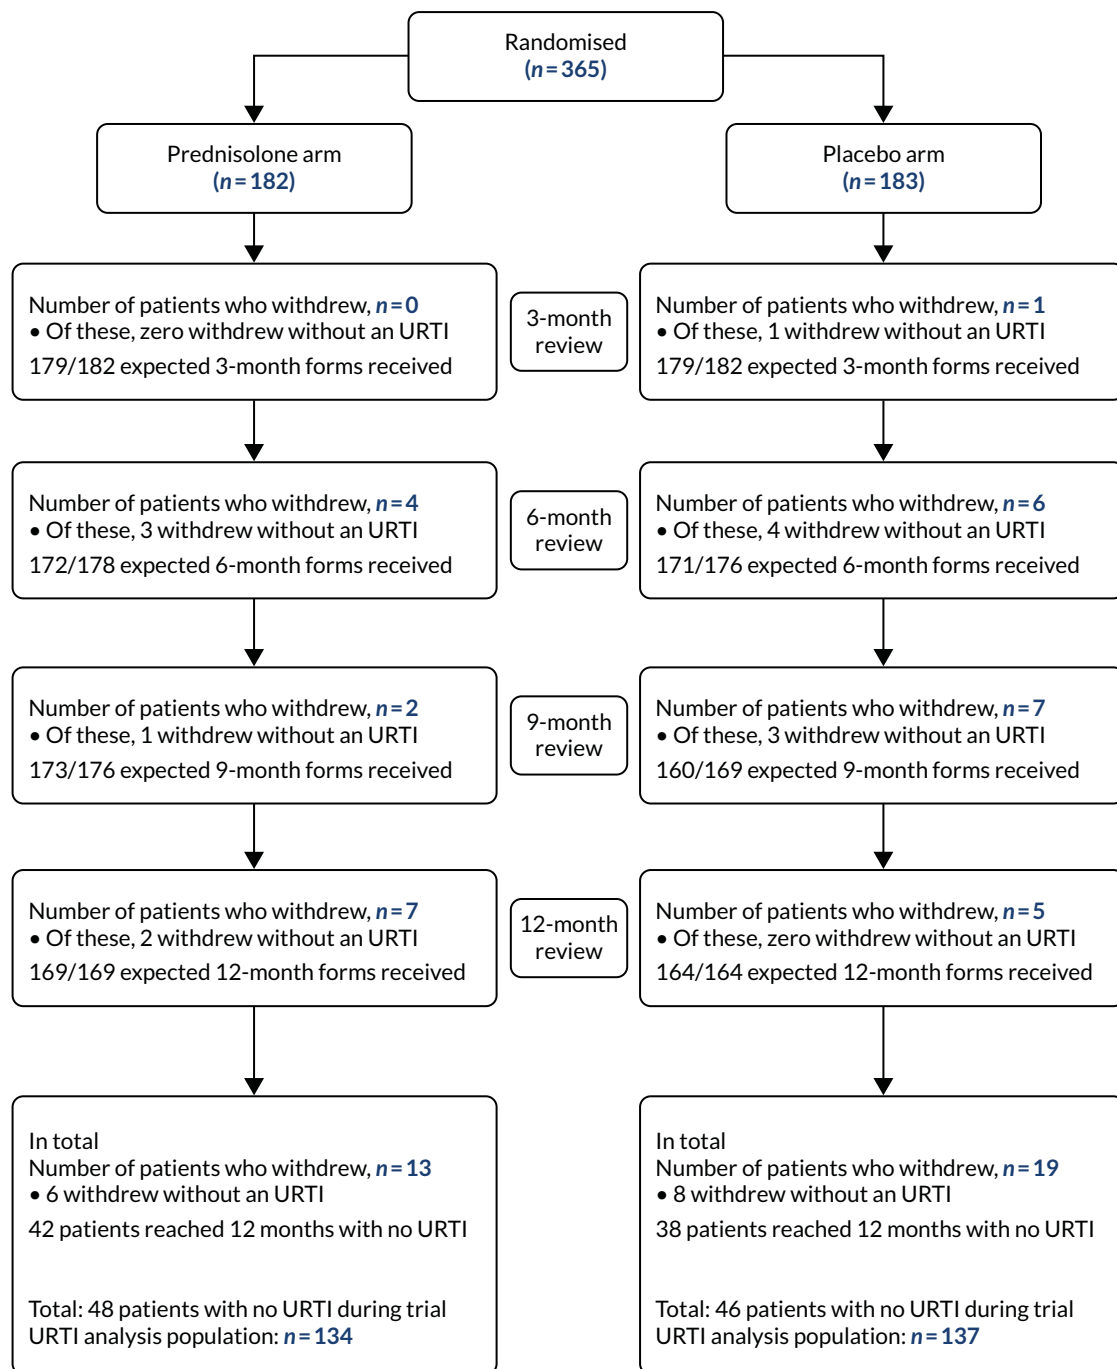 Randomised
(n=365)
Prednisolone arm
(n=182)
Placebo arm
(n=183)
Number of patients who withdrew, n=0
• Of these, zero withdrew without an URTI
179/182 expected 3-month forms received
3-month
review
Number of patients who withdrew, n=1
• Of these, 1 withdrew without an URTI
179/182 expected 3-month forms received
Number of patients who withdrew, n=4
• Of these, 3 withdrew without an URTI
172/178 expected 6-month forms received
6-month
review
Number of patients who withdrew, n=6
• Of these, 4 withdrew without an URTI
171/176 expected 6-month forms received
Number of patients who withdrew, n=2
• Of these, 1 withdrew without an URTI
173/176 expected 9-month forms received
9-month
review
Number of patients who withdrew, n=7
• Of these, 3 withdrew without an URTI
160/169 expected 9-month forms received
Number of patients who withdrew, n=7
• Of these, 2 withdrew without an URTI
169/169 expected 12-month forms received
12-month
review
Number of patients who withdrew, n=5
• Of these, zero withdrew without an URTI
164/164 expected 12-month forms received
In total
Number of patients who withdrew, n=13
• 6 withdrew without an URTI
42 patients reached 12 months with no URTI
Total: 48 patients with no URTI during trial
URTI analysis population: n=134
In total
Number of patients who withdrew, n=19
• 8 withdrew without an URTI
38 patients reached 12 months with no URTI
Total: 46 patients with no URTI during trial
URTI analysis population: n=137